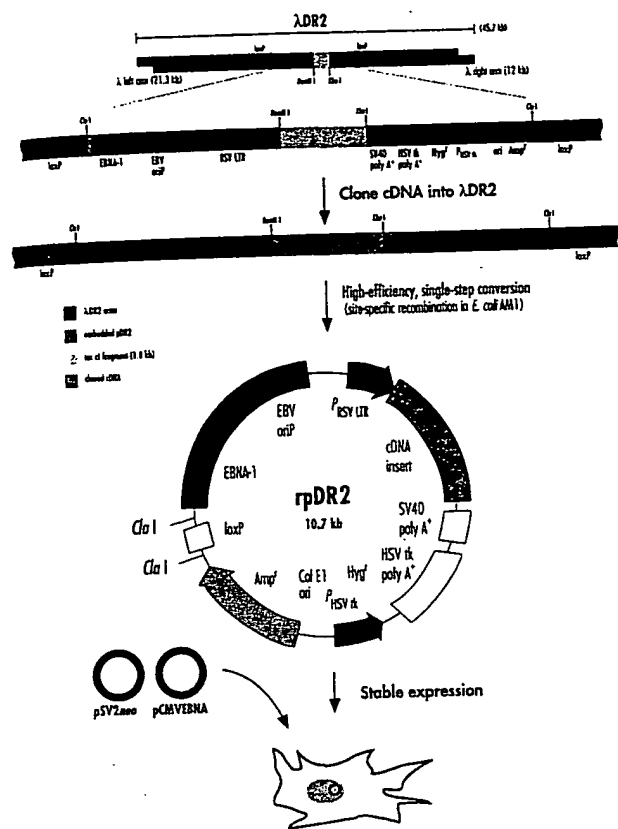 λDR2
(45.7 kb)
loxP
loxP
λ left arm (21.3 kb)
BamH I
Xba I
λ right arm (12 kb)
Cla I
BamH I
Xba I
Cla I
loxP
EBNA-1
EBV
oriP
RSV LTR
SV40
poly A⁺
HSV tk
poly A⁺
Hygʳ
P HSV tk
ori
Ampʳ
loxP
Clone cDNA into λDR2
Cla I
BamH I
Xba I
Cla I
loxP
loxP
High-efficiency, single-step conversion
(site-specific recombination in E. coli AM1)
λDR2 arms
embedded pDR2
cloned cDNA
EBV
oriP
P RSV LTR
cDNA
insert
EBNA-1
rpDR2
10.7 kb
SV40
poly A⁺
Cla I
loxP
Cla I
HSV tk
poly A⁺
Ampʳ
Col E1
ori
Hygʳ
P HSV tk
pSV2neo
pCMVEBNA
Stable expression